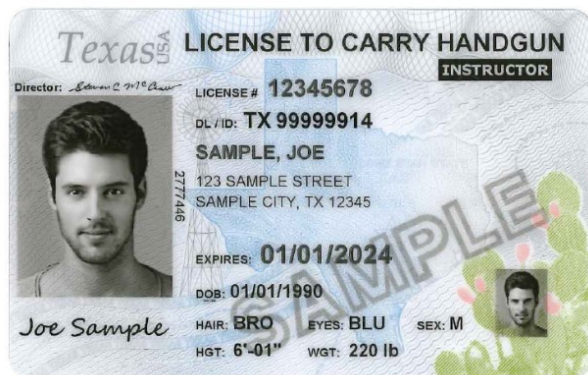 Texas USA
LICENSE TO CARRY HANDGUN
INSTRUCTOR
Director:
LICENSE # 12345678
DL / ID: TX 99999914
SAMPLE, JOE
123 SAMPLE STREET
SAMPLE CITY, TX 12345
2777446
EXPIRES: 01/01/2024
DOB: 01/01/1990
HAIR: BRO EYES: BLU SEX: M
HGT: 6'-01" WGT: 220 lb
Joe Sample
SAMPLE